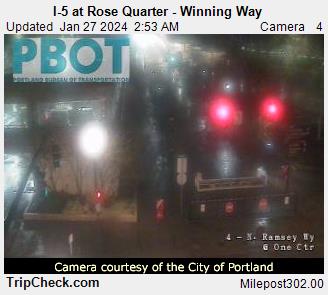 I-5 at Rose Quarter - Winning Way
Updated Jan 27 2024 2:53 AM Camera 4
PBOT
PORTLAND BUREAU OF TRANSPORTATION
4 - N. Ramsey Wy
@ One Ctr
Camera courtesy of the City of Portland
TripCheck.com Milepost302.00